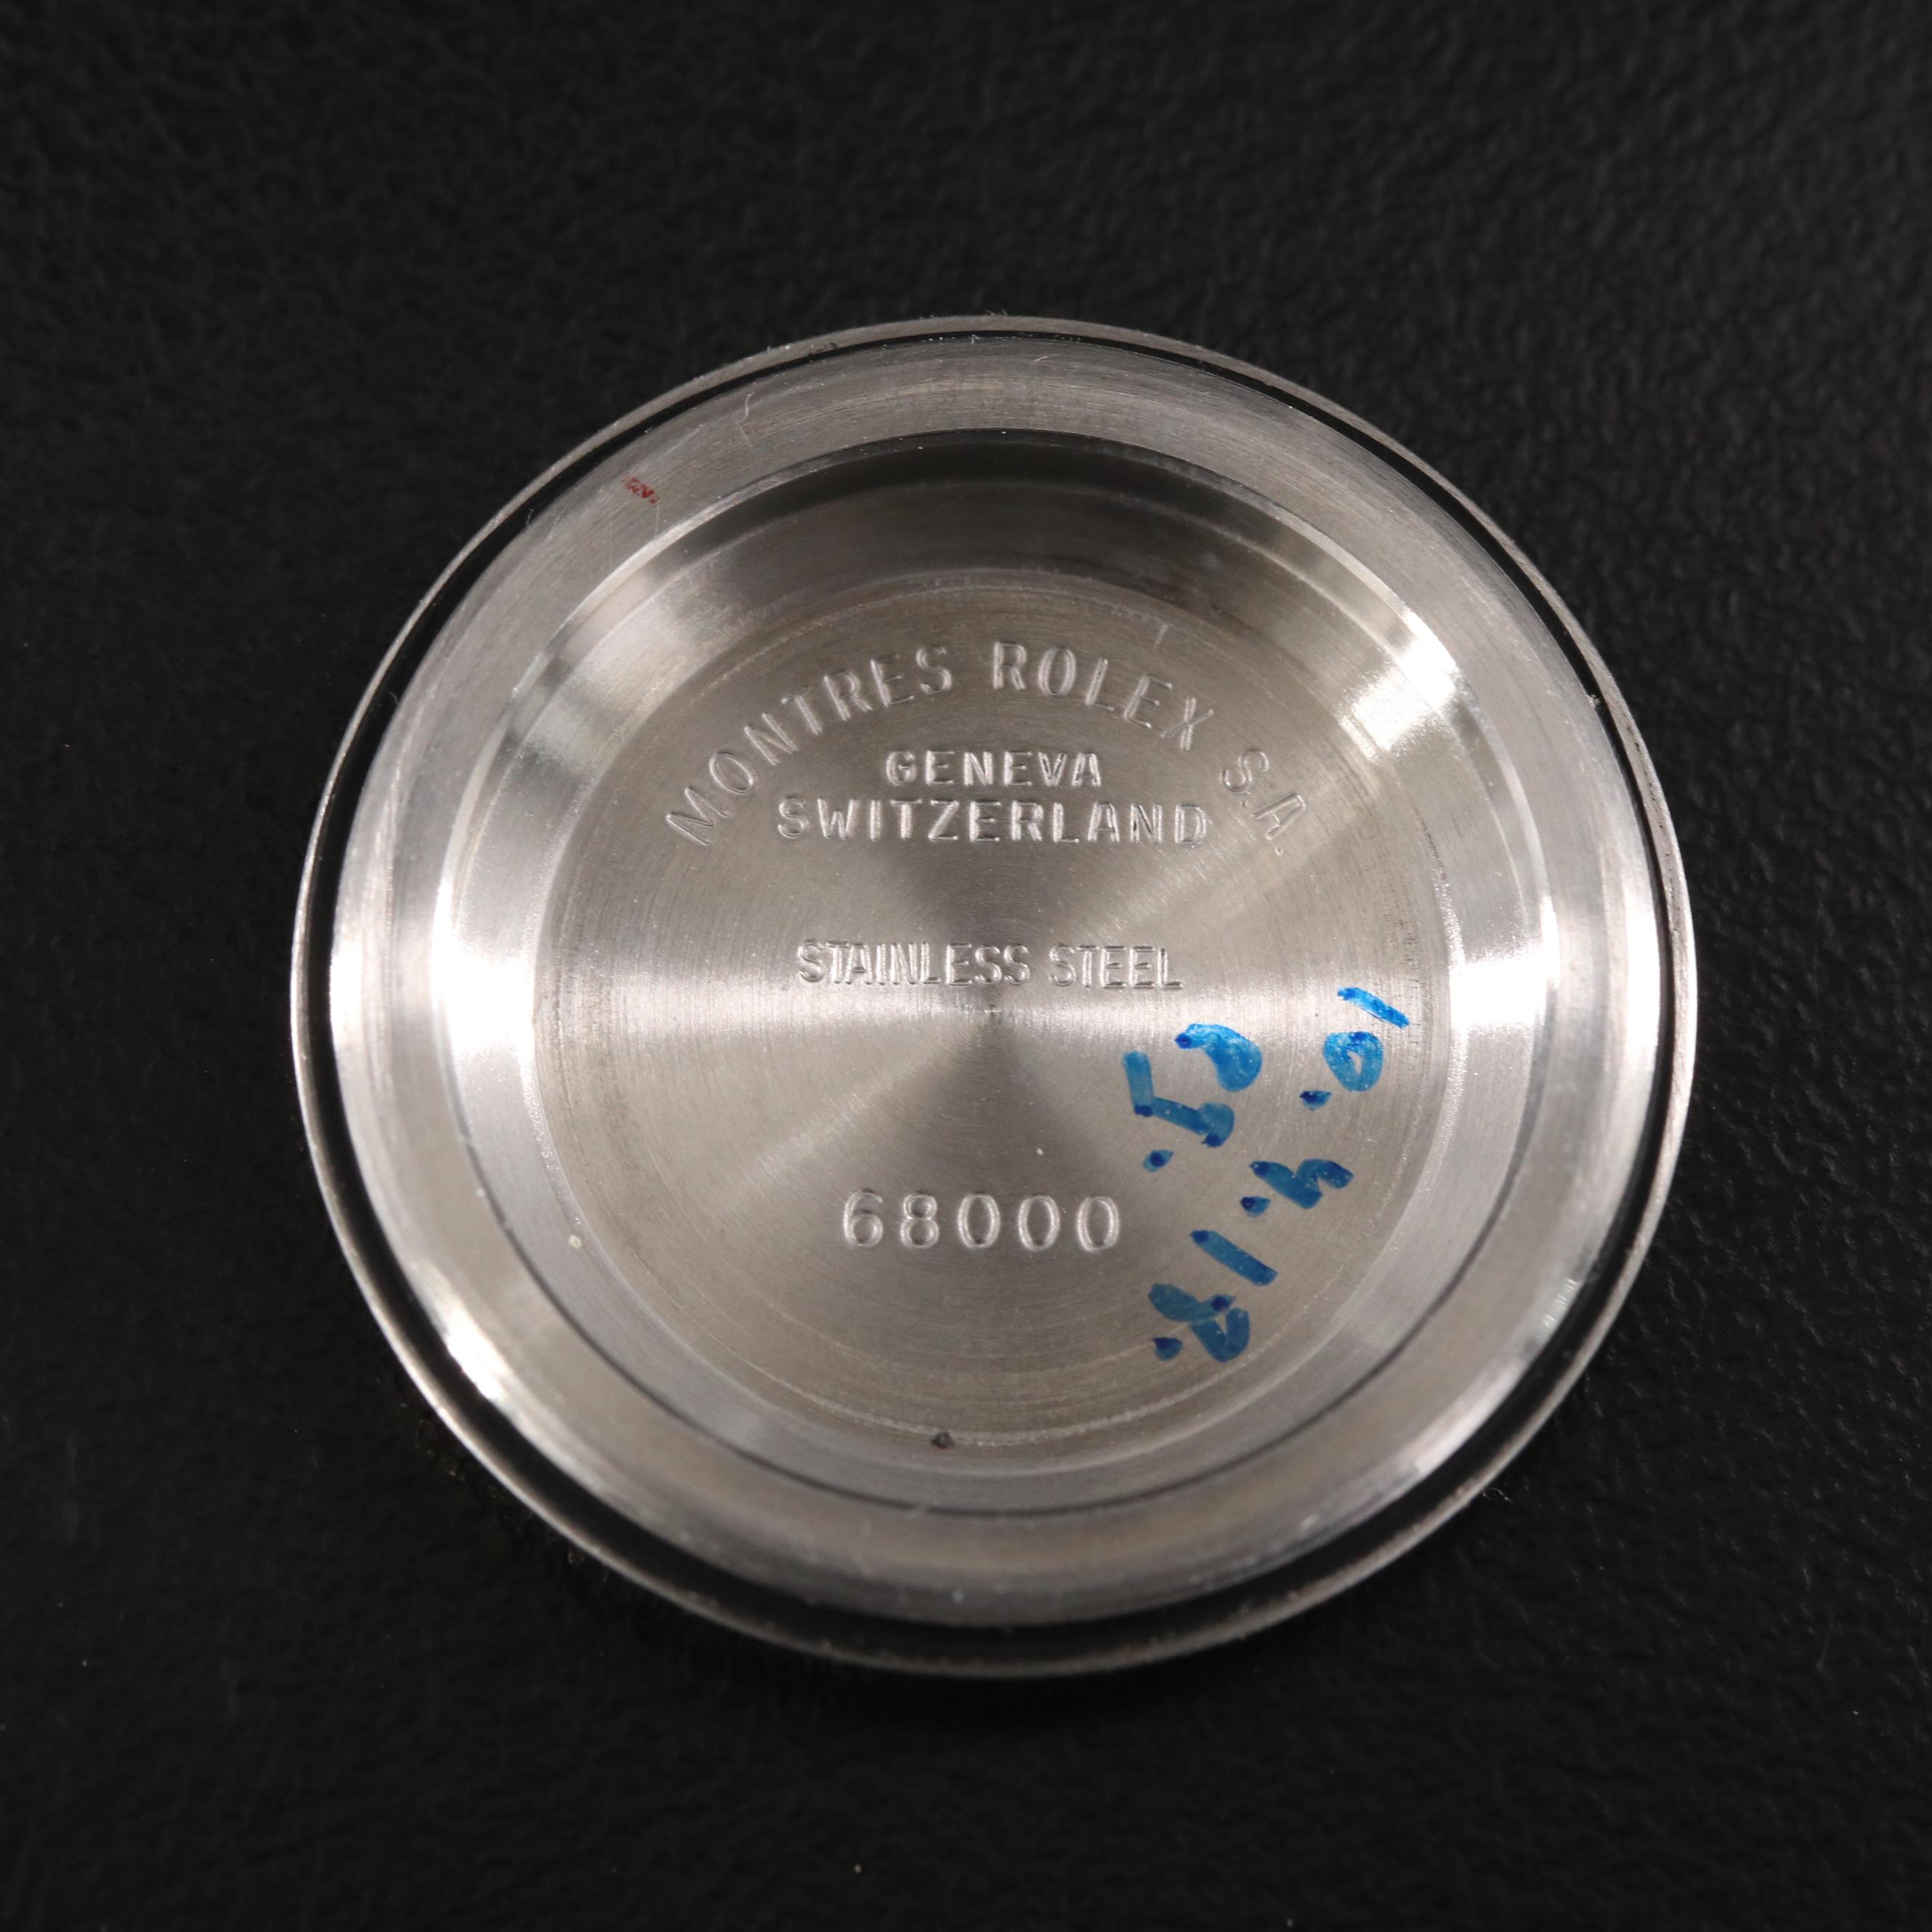 MONTRES ROLEX S.A.
GENEVA
SWITZERLAND
STAINLESS STEEL
68000